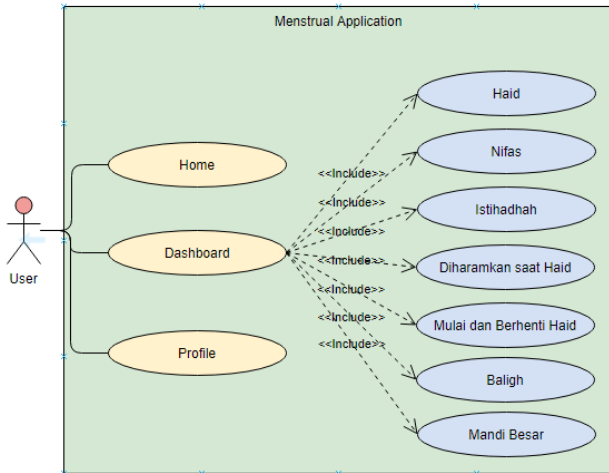 Menstrual Application
User
Home
Dashboard
Profile
<<Include>>
<<Include>>
<<Include>>
<<Include>>
<<Include>>
<<Include>>
<<Include>>
Haid
Nifas
Istihadhah
Diharamkan saat Haid
Mulai dan Berhenti Haid
Baligh
Mandi Besar